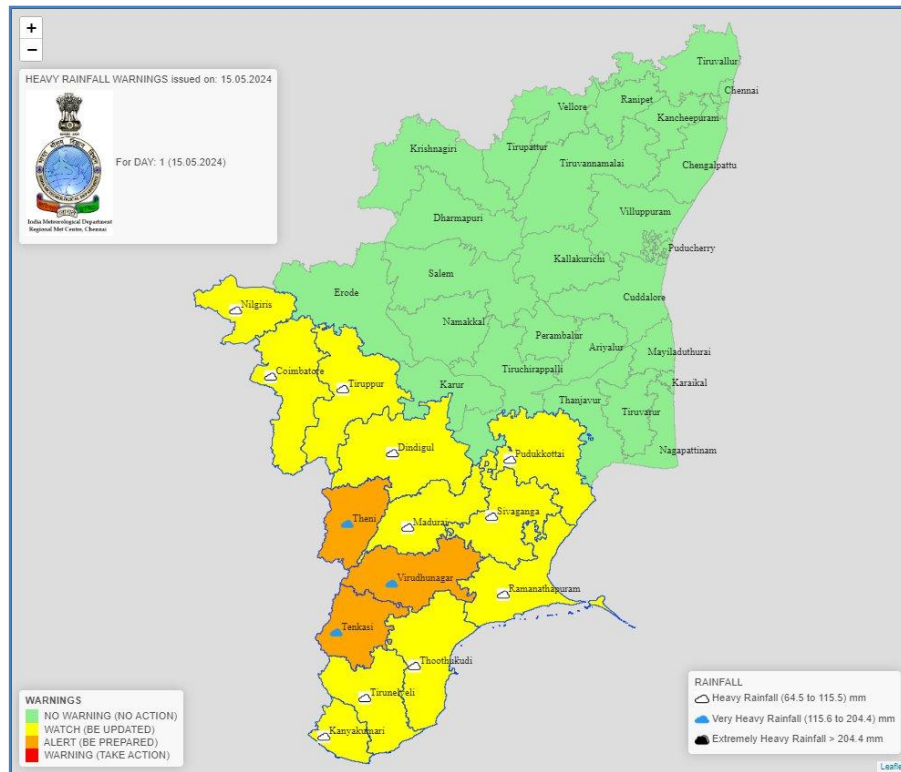 +
−
HEAVY RAINFALL WARNINGS issued on: 15.05.2024
India Meteorological Department
Regional Met Centre, Chennai
For DAY: 1 (15.05.2024)
Tiruvallur
Chennai
Ranipet
Vellore
Kancheepuram
Krishnagiri
Tirupattur
Tiruvannamalai
Chengalpattu
Dharmapuri
Villuppuram
Puducherry
Kallakurichi
Salem
Erode
Cuddalore
Nilgiris
Namakkal
Perambalur
Ariyalur
Mayiladuthurai
Coimbatore
Tiruppur
Tiruchirappalli
Karur
Karaikal
Thanjavur
Tiruvarur
Nagapattinam
Dindigul
Pudukkottai
Theni
Madurai
Sivaganga
Virudhunagar
Ramanathapuram
Tenkasi
Thoothukudi
Tirunelveli
Kanyakumari
WARNINGS
NO WARNING (NO ACTION)
WATCH (BE UPDATED)
ALERT (BE PREPARED)
WARNING (TAKE ACTION)
RAINFALL
Heavy Rainfall (64.5 to 115.5) mm
Very Heavy Rainfall (115.6 to 204.4) mm
Extremely Heavy Rainfall > 204.4 mm
Leafle